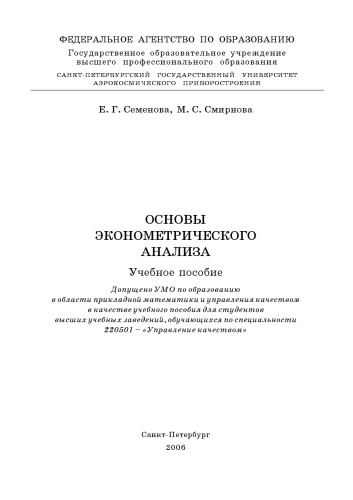 ФЕДЕРАЛЬНОЕ АГЕНТСТВО ПО ОБРАЗОВАНИЮ
Государственное образовательное учреждение
высшего профессионального образования
САНКТ-ПЕТЕРБУРГСКИЙ ГОСУДАРСТВЕННЫЙ УНИВЕРСИТЕТ
АЭРОКОСМИЧЕСКОГО ПРИБОРОСТРОЕНИЯ
Е. Г. Семенова, М. С. Смирнова
ОСНОВЫ
ЭКОНОМЕТРИЧЕСКОГО
АНАЛИЗА
Учебное пособие
Допущено УМО по образованию
в области прикладной математики и управления качеством
в качестве учебного пособия для студентов
высших учебных заведений, обучающихся по специальности
220501 – «Управление качеством»
Санкт-Петербург
2006